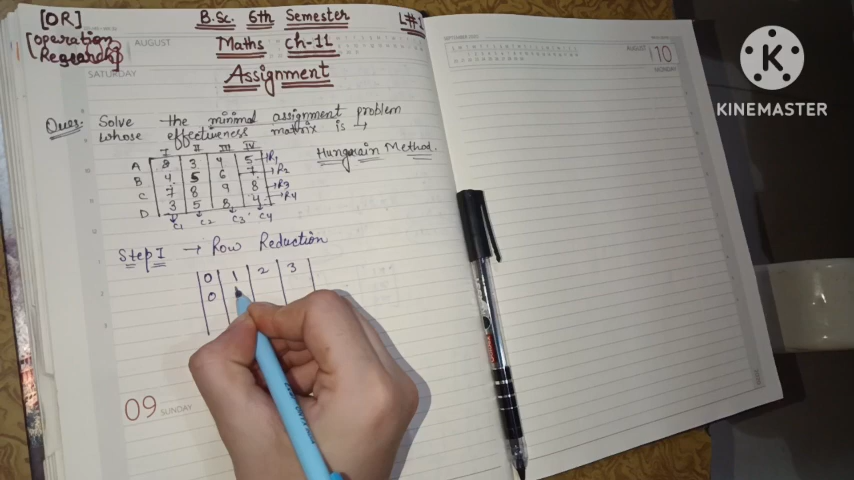 [OR]
[Operation Research]
B.Sc. 6th Semester
Maths Ch-11
Assignment
L#:
AUGUST
SATURDAY
Ques: Solve the minimal assignment problem
whose effectiveness matrix is →
I II III IV
A 2 3 4 5 → R1
B 4 5 6 7 → R2
C 7 8 9 8 → R3
D 3 5 8 4 → R4
C1 C2 C3 C4
Hungrain Method.
Step I → Row Reduction
0 1 2 3
0
09 SUNDAY
SEPTEMBER
AUGUST 10
MONDAY
K
KINEMASTER